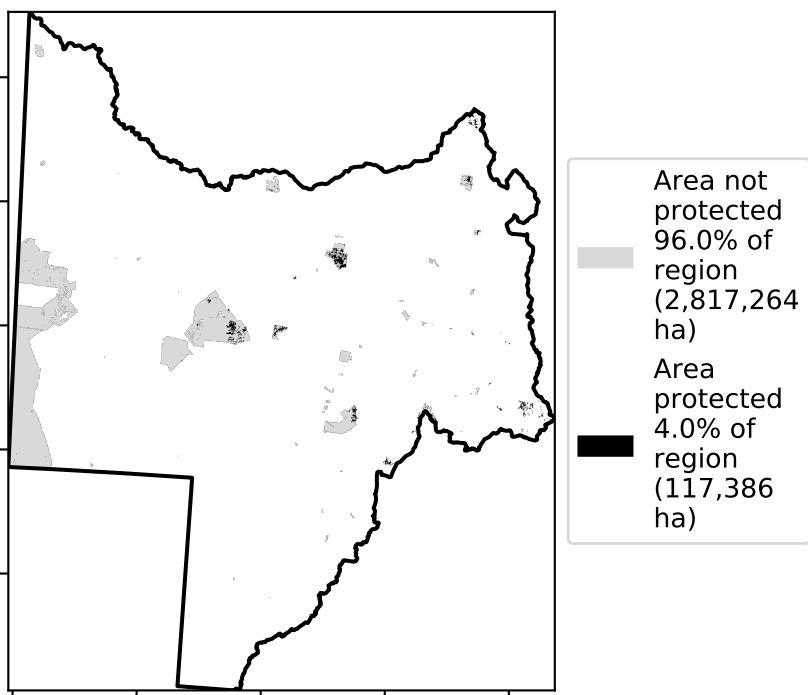 Area not
protected
96.0% of
region
(2,817,264
ha)
Area
protected
4.0% of
region
(117,386
ha)